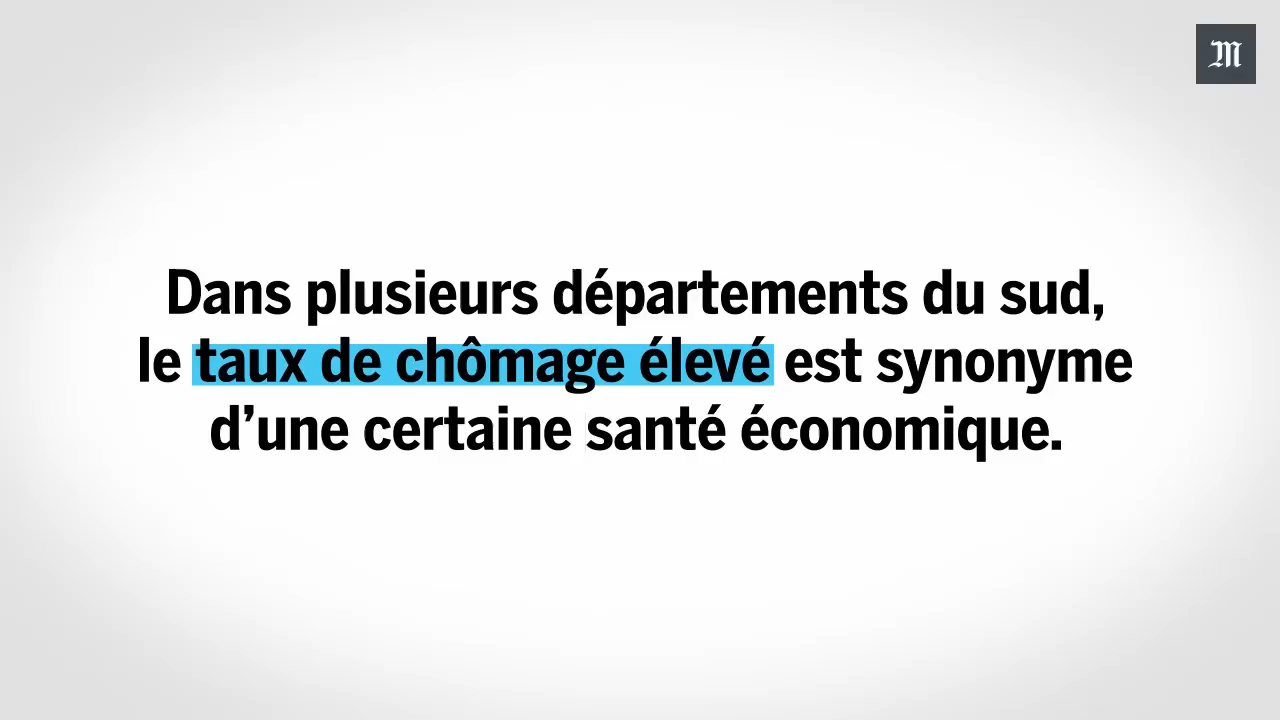 M
Dans plusieurs départements du sud,
le taux de chômage élevé est synonyme
d’une certaine santé économique.